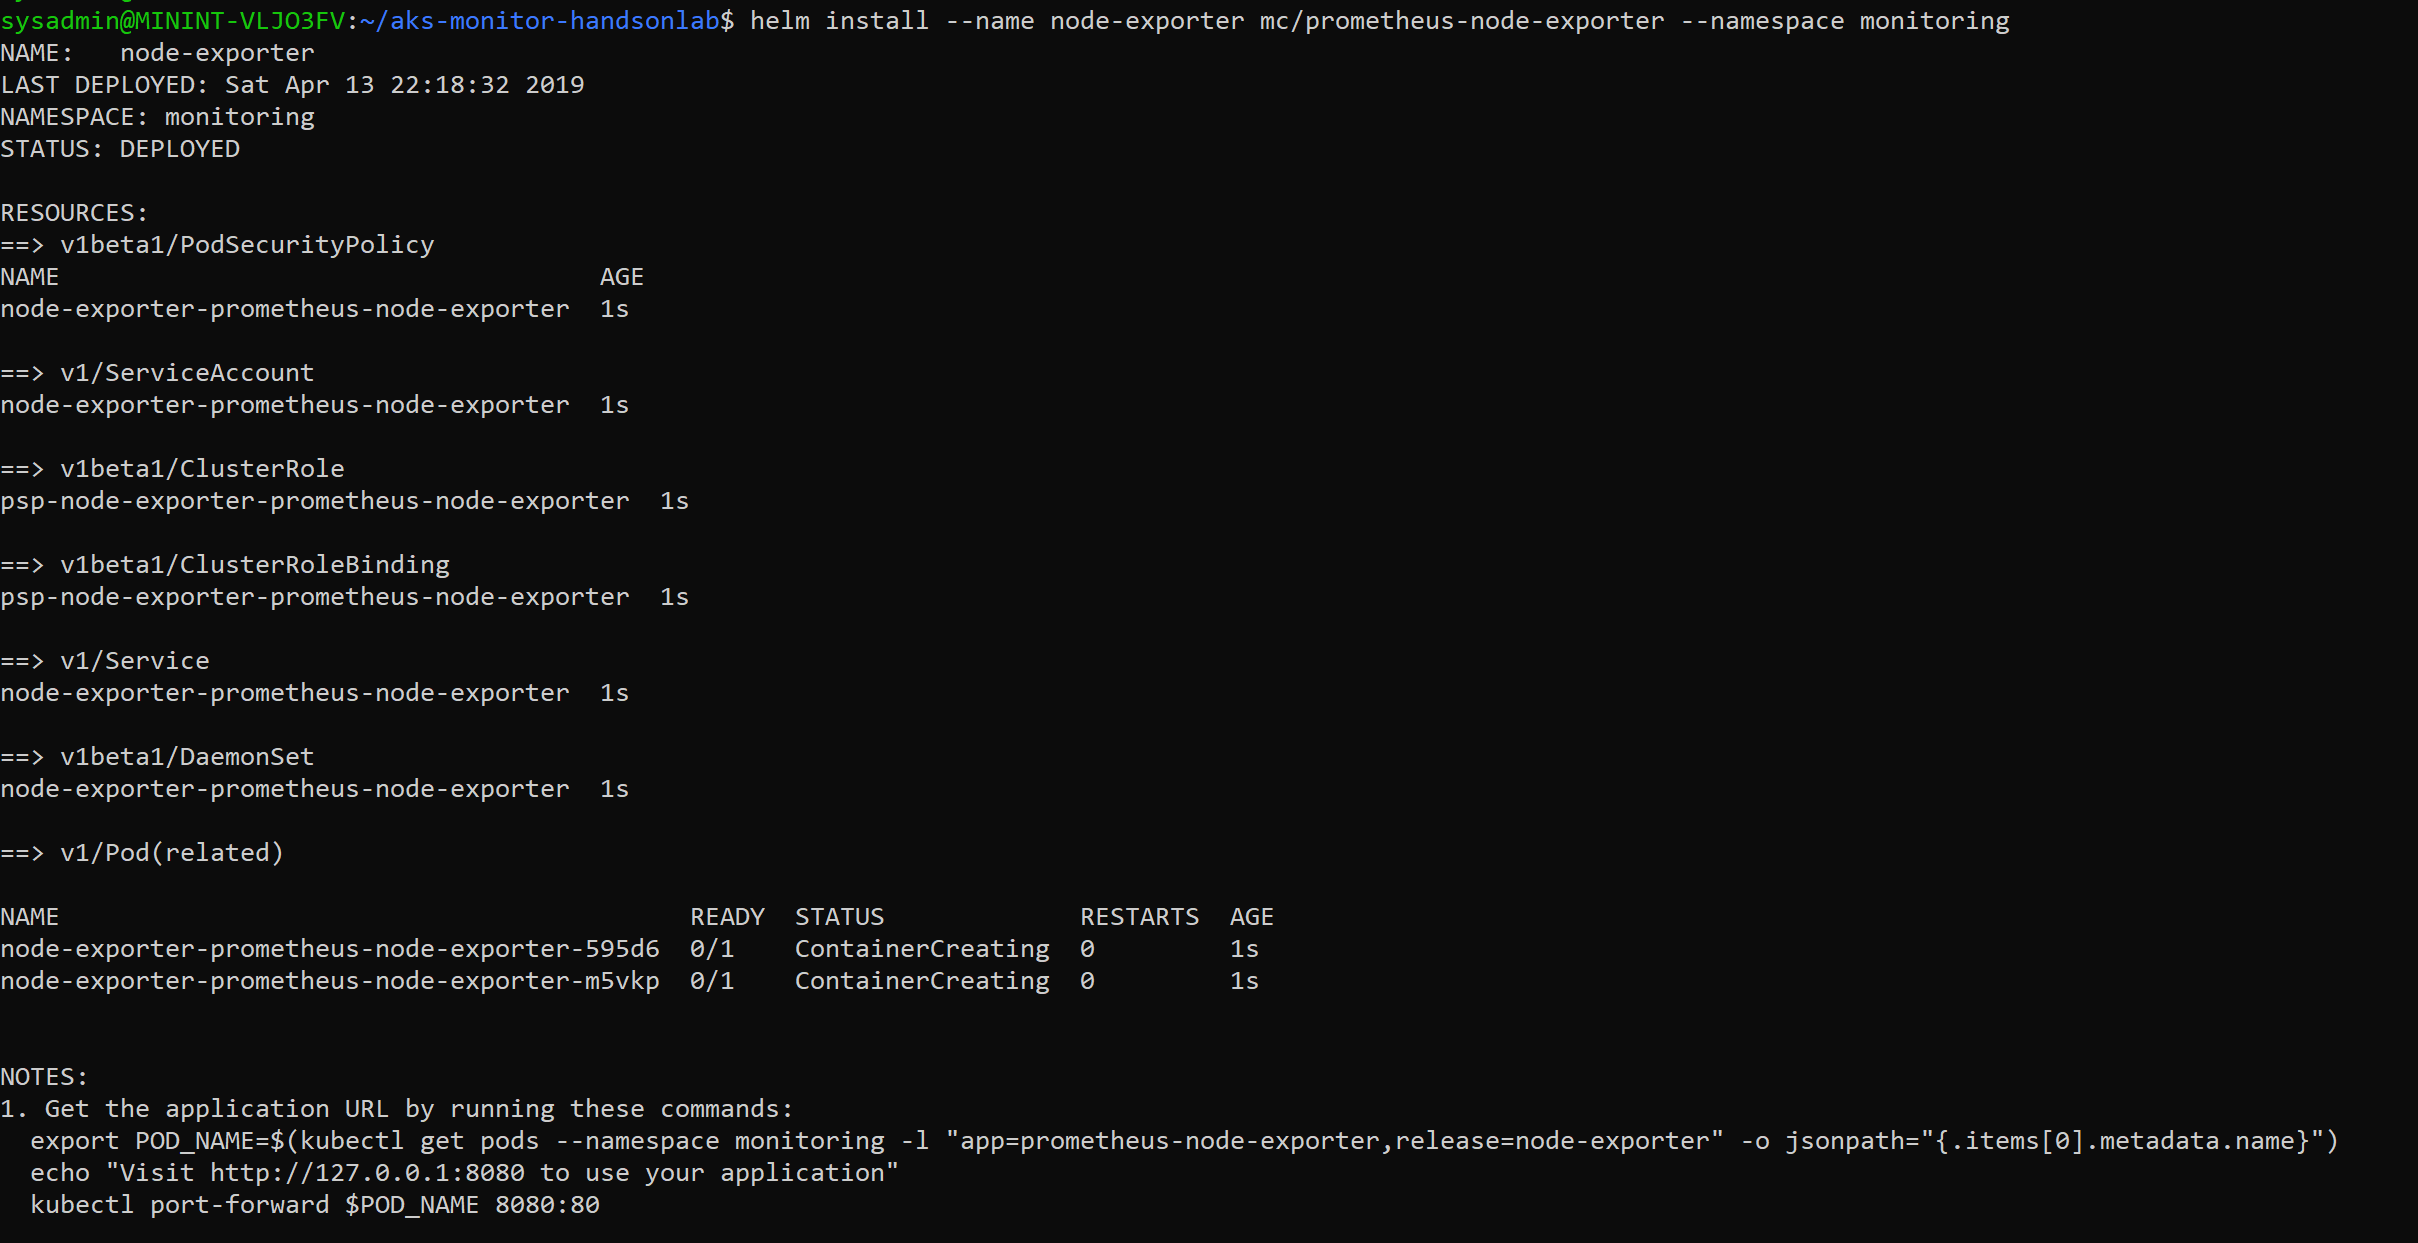 sysadmin@MININT-VLJO3FV:~/aks-monitor-handsonlab$ helm install --name node-exporter mc/prometheus-node-exporter --namespace monitoring
NAME:   node-exporter
LAST DEPLOYED: Sat Apr 13 22:18:32 2019
NAMESPACE: monitoring
STATUS: DEPLOYED

RESOURCES:
==> v1beta1/PodSecurityPolicy
NAME                                    AGE
node-exporter-prometheus-node-exporter  1s

==> v1/ServiceAccount
node-exporter-prometheus-node-exporter  1s

==> v1beta1/ClusterRole
psp-node-exporter-prometheus-node-exporter  1s

==> v1beta1/ClusterRoleBinding
psp-node-exporter-prometheus-node-exporter  1s

==> v1/Service
node-exporter-prometheus-node-exporter  1s

==> v1beta1/DaemonSet
node-exporter-prometheus-node-exporter  1s

==> v1/Pod(related)

NAME                                          READY  STATUS             RESTARTS  AGE
node-exporter-prometheus-node-exporter-595d6  0/1    ContainerCreating  0         1s
node-exporter-prometheus-node-exporter-m5vkp  0/1    ContainerCreating  0         1s


NOTES:
1. Get the application URL by running these commands:
  export POD_NAME=$(kubectl get pods --namespace monitoring -l "app=prometheus-node-exporter,release=node-exporter" -o jsonpath="{.items[0].metadata.name}")
  echo "Visit http://127.0.0.1:8080 to use your application"
  kubectl port-forward $POD_NAME 8080:80